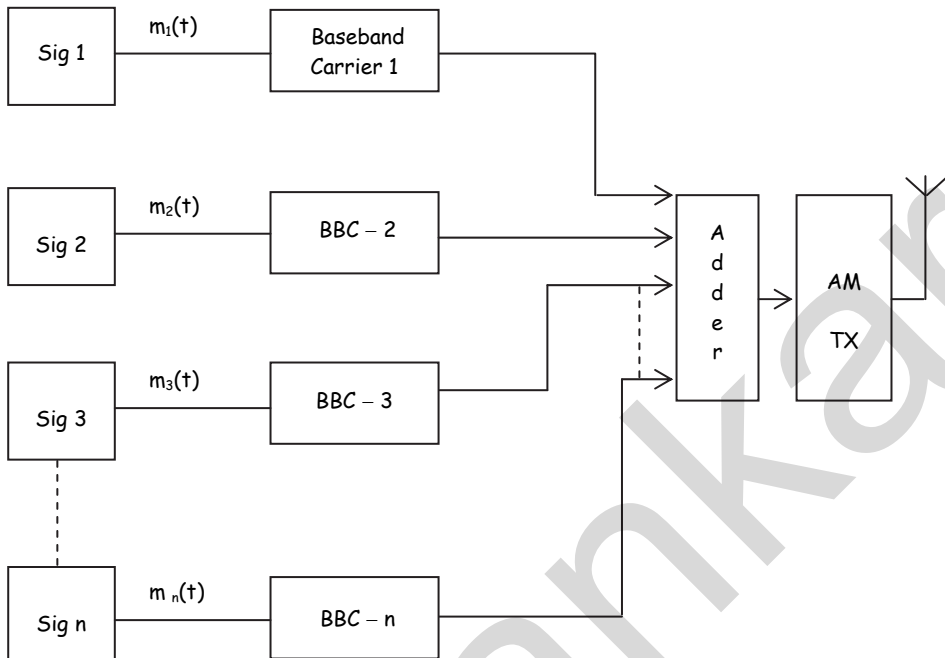 Sig 1
m₁(t)
Baseband
Carrier 1
Sig 2
m₂(t)
BBC – 2
Sig 3
m₃(t)
BBC – 3
Sig n
m n(t)
BBC – n
A
d
d
e
r
AM
TX
ankar